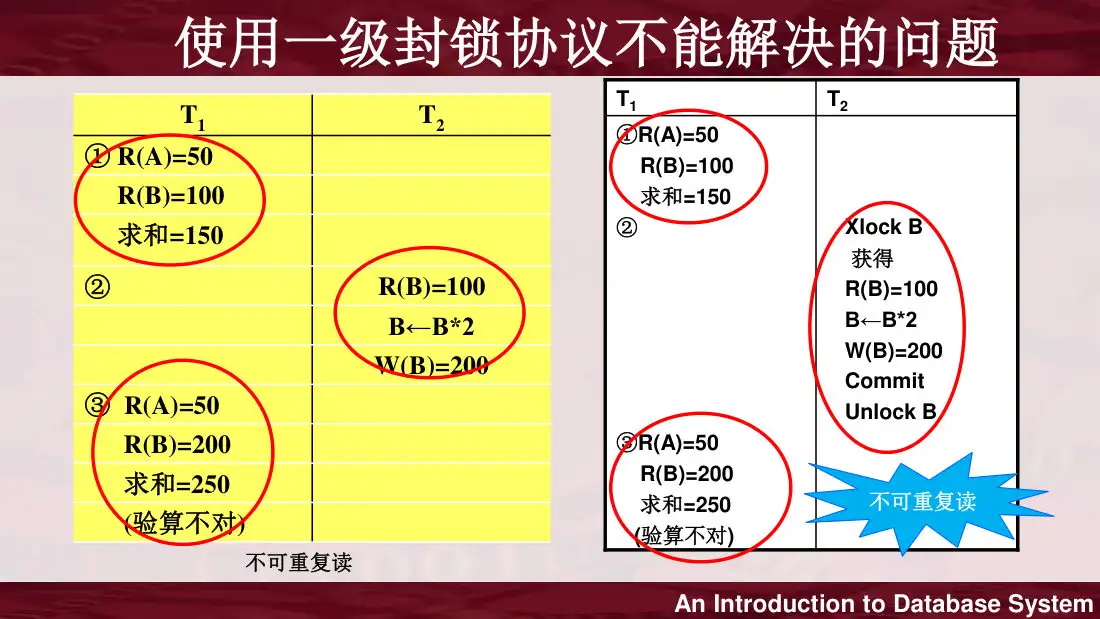 使用一级封锁协议不能解决的问题
T₁ T₂
① R(A)=50
R(B)=100
求和=150
② R(B)=100
B←B*2
W(B)=200
③ R(A)=50
R(B)=200
求和=250
(验算不对)
不可重复读
T₁ T₂
①R(A)=50
R(B)=100
求和=150
② Xlock B
获得
R(B)=100
B←B*2
W(B)=200
Commit
Unlock B
③R(A)=50
R(B)=200
求和=250
(验算不对)
不可重复读
An Introduction to Database System